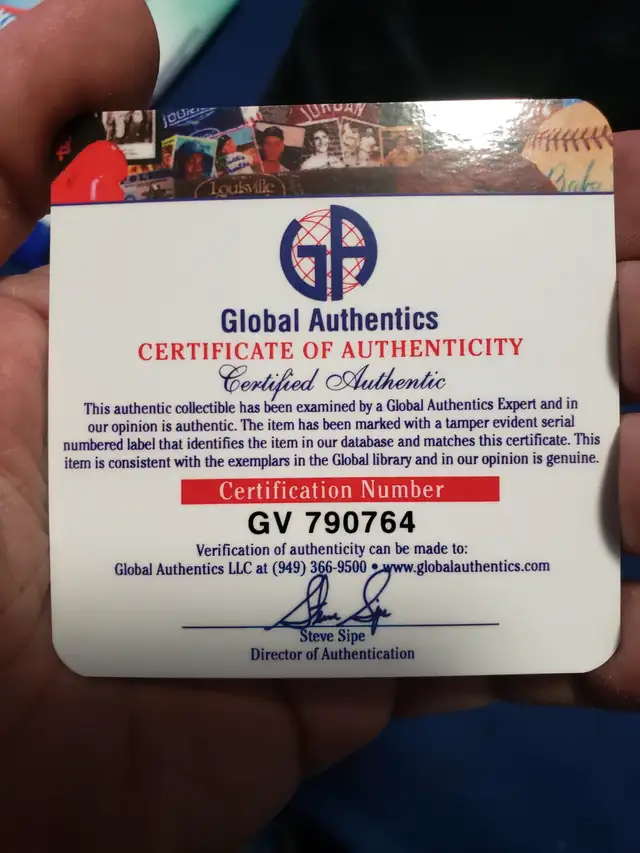 JORDAN
Louisville
Babe
GA
Global Authentics
CERTIFICATE OF AUTHENTICITY
Certified Authentic
This authentic collectible has been examined by a Global Authentics Expert and in
our opinion is authentic. The item has been marked with a tamper evident serial
numbered label that identifies the item in our database and matches this certificate. This
item is consistent with the exemplars in the Global library and in our opinion is genuine.
Certification Number
GV 790764
Verification of authenticity can be made to:
Global Authentics LLC at (949) 366-9500 • www.globalauthentics.com
Steve Sipe
Steve Sipe
Director of Authentication